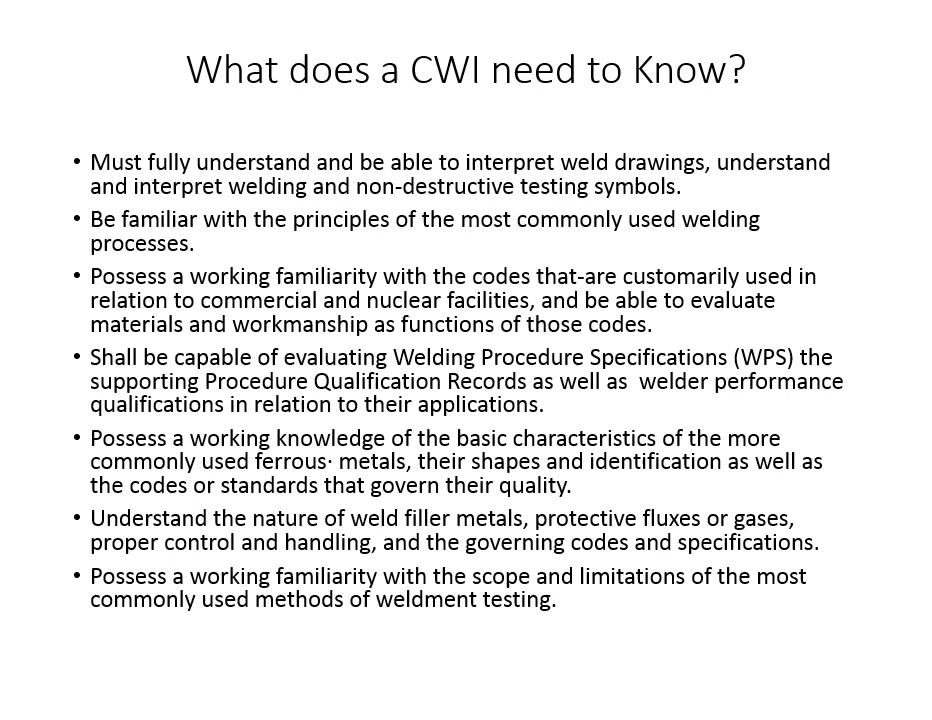 What does a CWI need to Know?
• Must fully understand and be able to interpret weld drawings, understand
and interpret welding and non-destructive testing symbols.
• Be familiar with the principles of the most commonly used welding
processes.
• Possess a working familiarity with the codes that-are customarily used in
relation to commercial and nuclear facilities, and be able to evaluate
materials and workmanship as functions of those codes.
• Shall be capable of evaluating Welding Procedure Specifications (WPS) the
supporting Procedure Qualification Records as well as  welder performance
qualifications in relation to their applications.
• Possess a working knowledge of the basic characteristics of the more
commonly used ferrous· metals, their shapes and identification as well as
the codes or standards that govern their quality.
• Understand the nature of weld filler metals, protective fluxes or gases,
proper control and handling, and the governing codes and specifications.
• Possess a working familiarity with the scope and limitations of the most
commonly used methods of weldment testing.